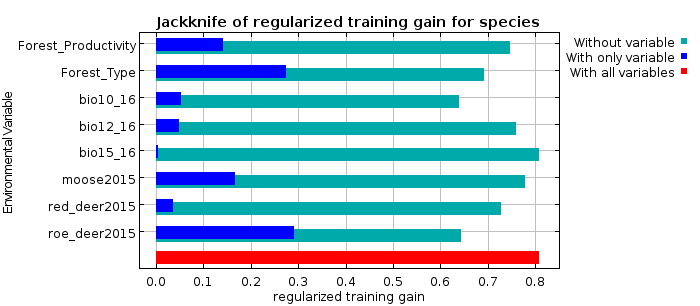 Jackknife of regularized training gain for species
Environmental Variable
Forest_Productivity
Forest_Type
bio10_16
bio12_16
bio15_16
moose2015
red_deer2015
roe_deer2015
0.0 0.1 0.2 0.3 0.4 0.5 0.6 0.7 0.8
regularized training gain
Without variable
With only variable
With all variables